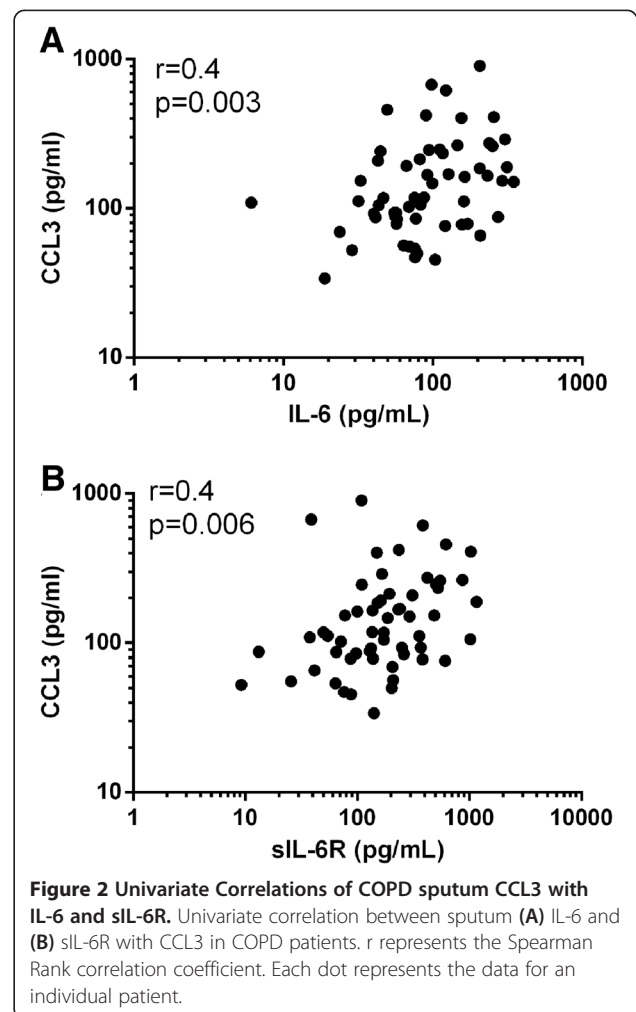 A
1000
r=0.4
p=0.003
CCL3 (pg/ml)
100
10
1 10 100 1000
IL-6 (pg/mL)
B
1000
r=0.4
p=0.006
CCL3 (pg/ml)
100
10
1 10 100 1000 10000
sIL-6R (pg/mL)
Figure 2 Univariate Correlations of COPD sputum CCL3 with
IL-6 and sIL-6R. Univariate correlation between sputum (A) IL-6 and
(B) sIL-6R with CCL3 in COPD patients. r represents the Spearman
Rank correlation coefficient. Each dot represents the data for an
individual patient.